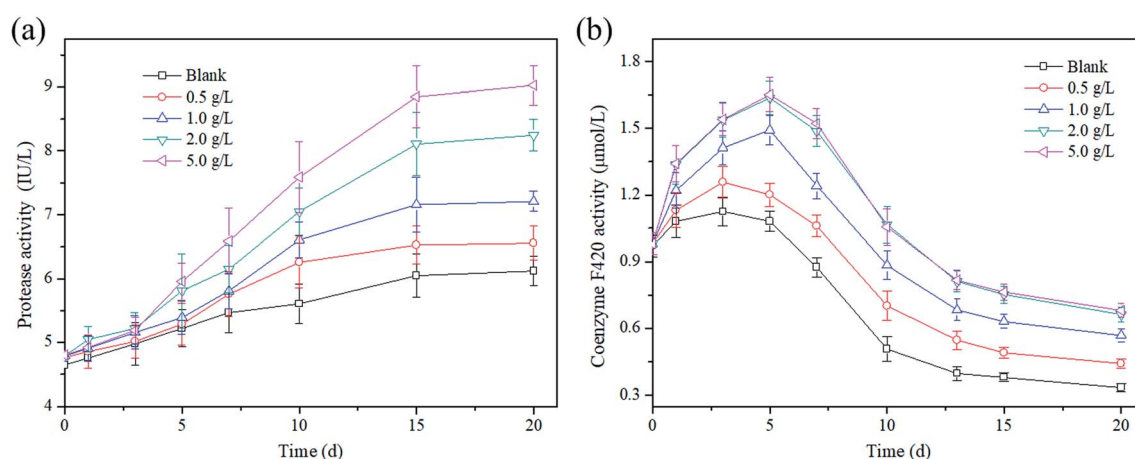 (a)
Protease activity (IU/L)
9
8
7
6
5
4
Blank
0.5 g/L
1.0 g/L
2.0 g/L
5.0 g/L
0 5 10 15 20
Time (d)
(b)
Coenzyme F420 activity (μmol/L)
1.8
1.5
1.2
0.9
0.6
0.3
Blank
0.5 g/L
1.0 g/L
2.0 g/L
5.0 g/L
0 5 10 15 20
Time (d)